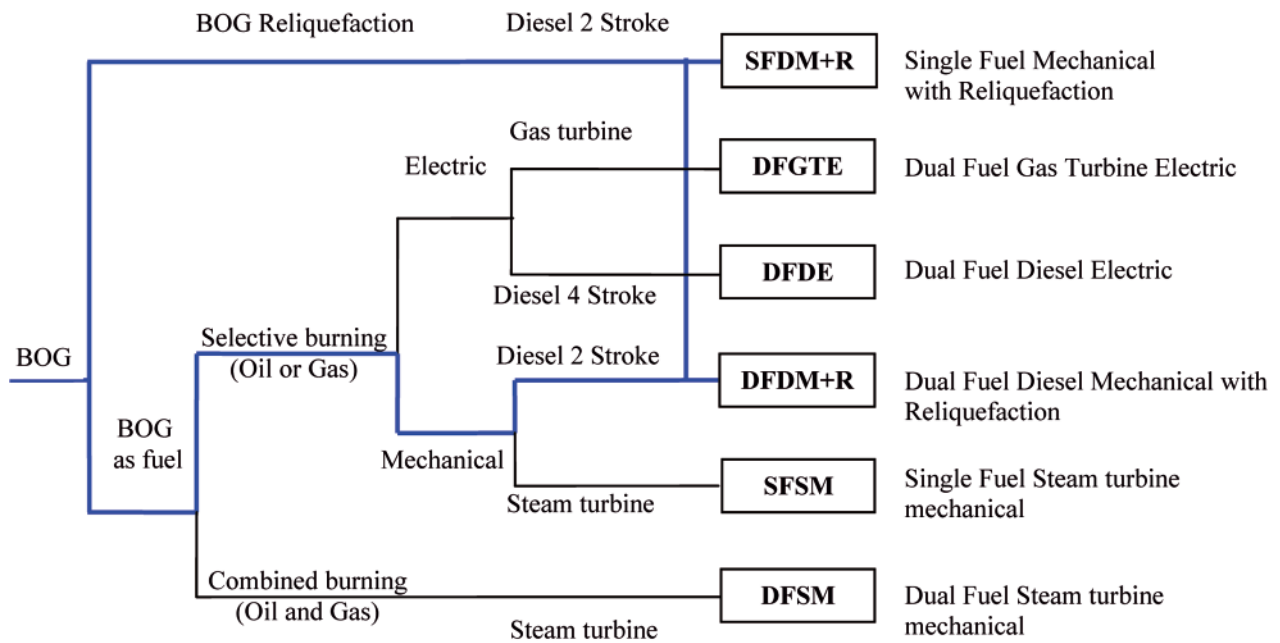 BOG Reliquefaction
Diesel 2 Stroke
SFDM+R
Single Fuel Mechanical
with Reliquefaction
Gas turbine
Electric
DFGTE
Dual Fuel Gas Turbine Electric
DFDE
Dual Fuel Diesel Electric
Diesel 4 Stroke
Selective burning
(Oil or Gas)
BOG
Diesel 2 Stroke
DFDM+R
Dual Fuel Diesel Mechanical with
Reliquefaction
BOG
as fuel
Mechanical
SFSM
Single Fuel Steam turbine
mechanical
Steam turbine
Combined burning
(Oil and Gas)
DFSM
Dual Fuel Steam turbine
mechanical
Steam turbine